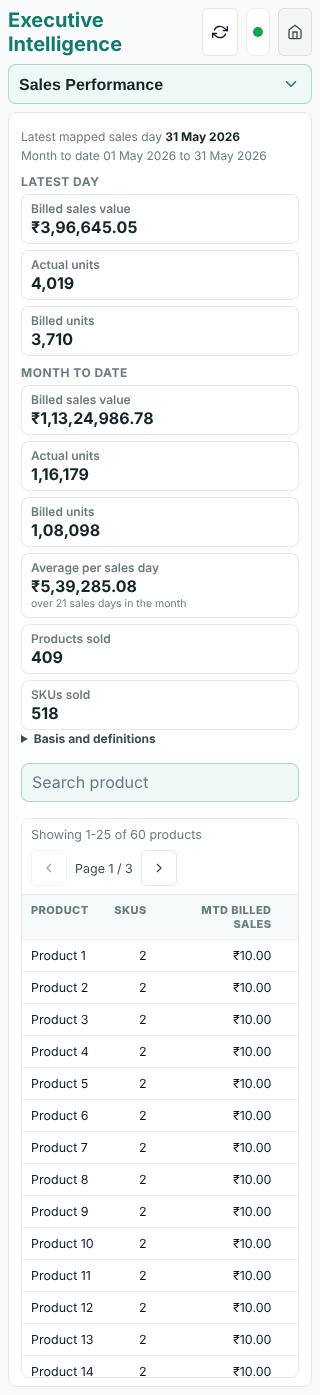 Executive
Intelligence
Sales Performance
Latest mapped sales day 31 May 2026
Month to date 01 May 2026 to 31 May 2026
LATEST DAY
Billed sales value
₹3,96,645.05
Actual units
4,019
Billed units
3,710
MONTH TO DATE
Billed sales value
₹1,13,24,986.78
Actual units
1,16,179
Billed units
1,08,098
Average per sales day
₹5,39,285.08
over 21 sales days in the month
Products sold
409
SKUs sold
518
Basis and definitions
Search product
Showing 1-25 of 60 products
Page 1 / 3
PRODUCT SKUS MTD BILLED
SALES
Product 1 2 ₹10.00
Product 2 2 ₹10.00
Product 3 2 ₹10.00
Product 4 2 ₹10.00
Product 5 2 ₹10.00
Product 6 2 ₹10.00
Product 7 2 ₹10.00
Product 8 2 ₹10.00
Product 9 2 ₹10.00
Product 10 2 ₹10.00
Product 11 2 ₹10.00
Product 12 2 ₹10.00
Product 13 2 ₹10.00
Product 14 2 ₹10.00